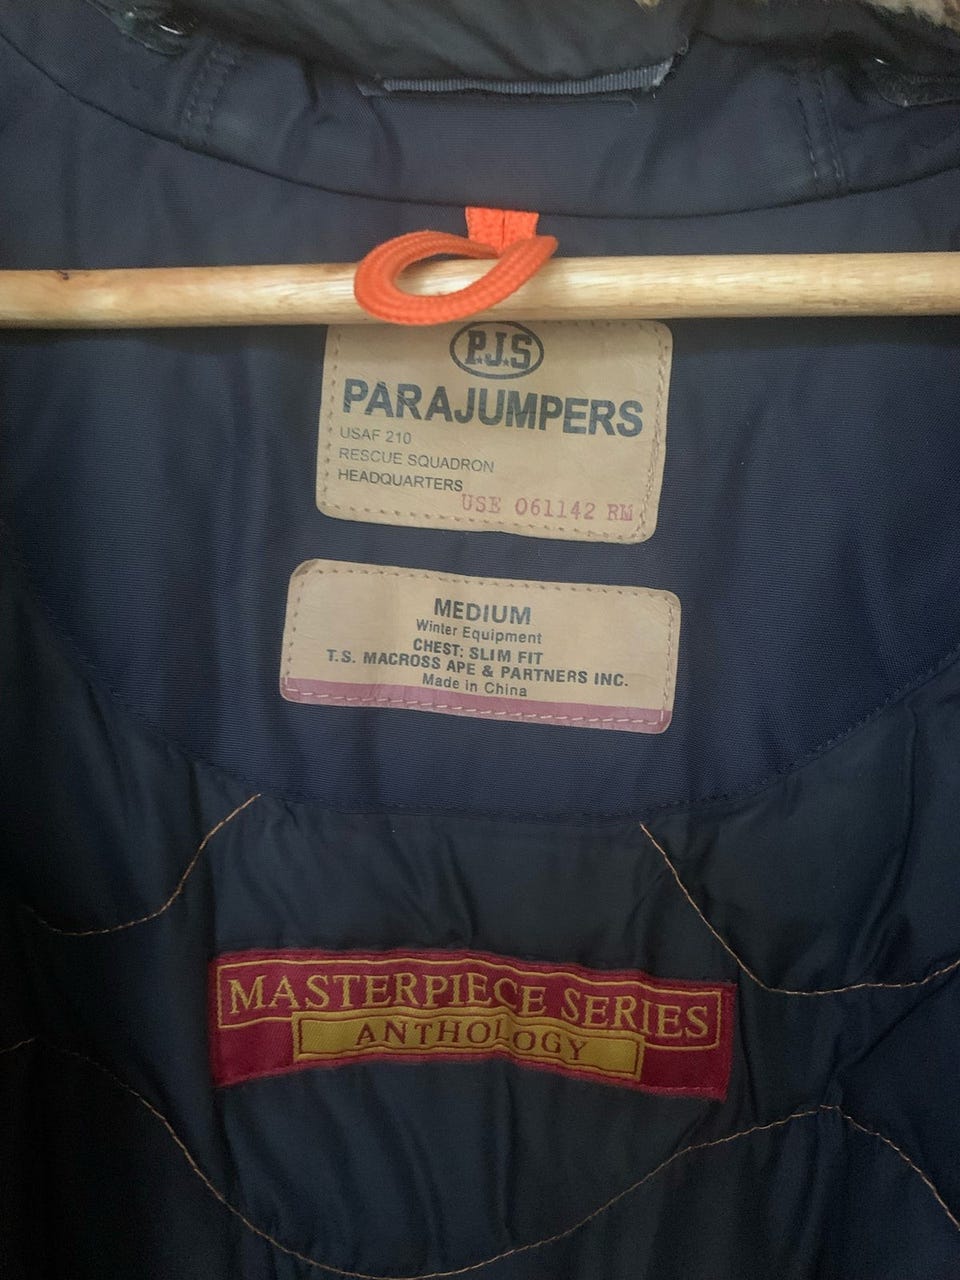 P.J.S
PARAJUMPERS
USAF 210
RESCUE SQUADRON
HEADQUARTERS
USE 061142 RM
MEDIUM
Winter Equipment
CHEST: SLIM FIT
T.S. MACROSS APE & PARTNERS INC.
Made in China
MASTERPIECE SERIES
ANTHOLOGY